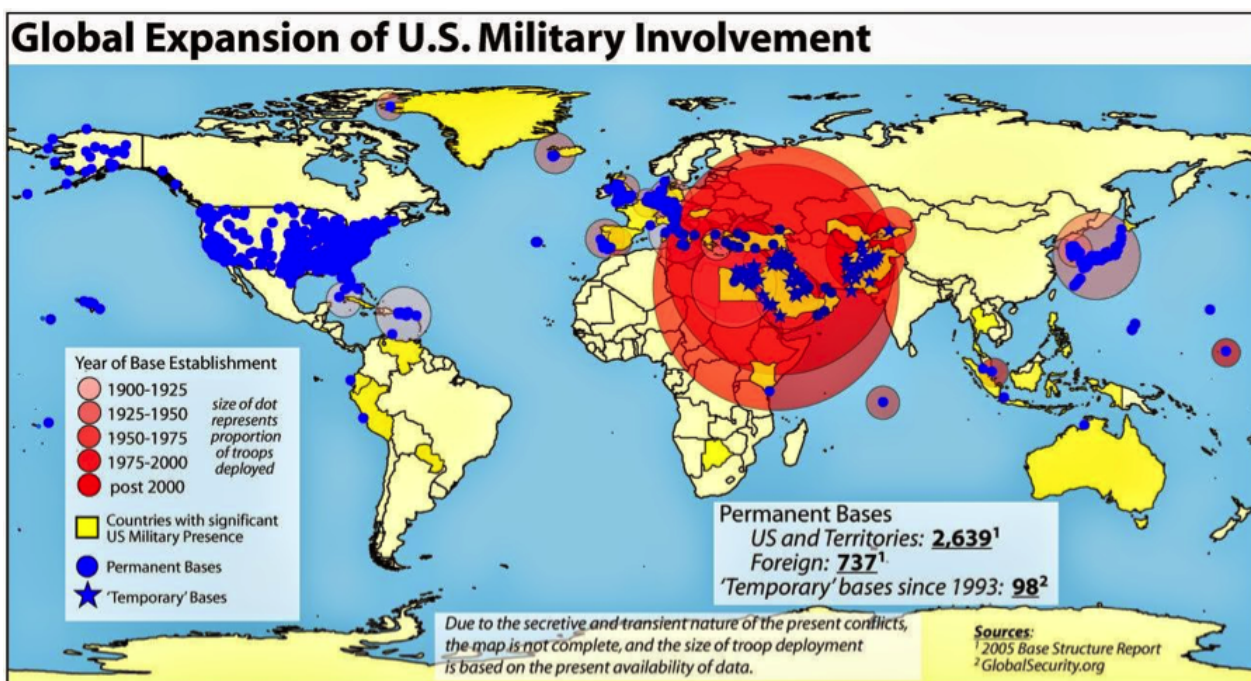 Global Expansion of U.S. Military Involvement
Year of Base Establishment
1900-1925
1925-1950
1950-1975
1975-2000
post 2000
size of dot
represents
proportion
of troops
deployed
Countries with significant
US Military Presence
Permanent Bases
'Temporary' Bases
Permanent Bases
US and Territories: 2,639¹
Foreign: 737¹
'Temporary' bases since 1993: 98²
Due to the secretive and transient nature of the present conflicts,
the map is not complete, and the size of troop deployment
is based on the present availability of data.
Sources:
¹ 2005 Base Structure Report
² GlobalSecurity.org